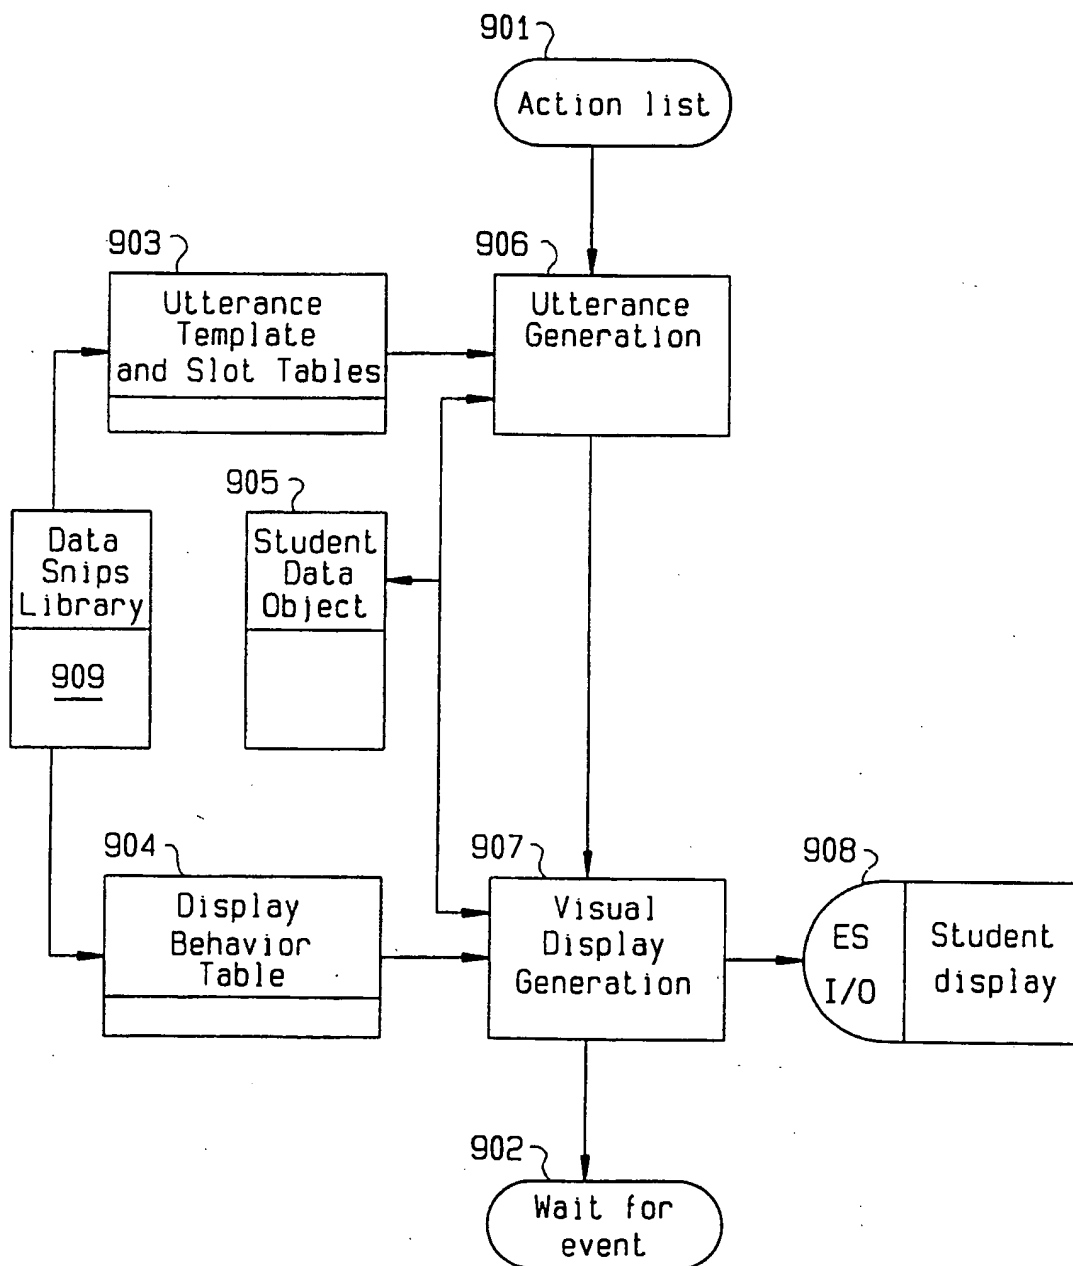 901
Action list
903
Utterance
Template
and Slot Tables
906
Utterance
Generation
905
Student
Data
Object
Data
Snips
Library
909
904
Display
Behavior
Table
907
Visual
Display
Generation
908
ES
I/O
Student
display
902
Wait for
event